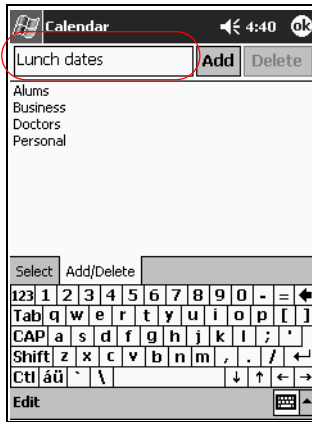 Calendar 4:40 ok
Lunch dates Add Delete
Alums
Business
Doctors
Personal
Select Add/Delete
123 1 2 3 4 5 6 7 8 9 0 - =
Tab q w e r t y u i o p [ ]
CAP a s d f g h j k l ; '
Shift z x c v b n m , . /
Ctl áü ` \
Edit